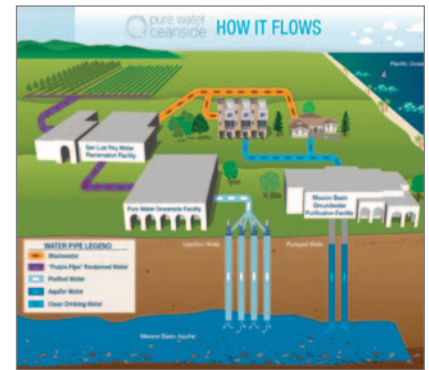 pure water
oceanside
HOW IT FLOWS
Pacific Ocean
San Luis Rey Water
Reclamation Facility
Pure Water Oceanside Facility
Mission Basin
Groundwater
Purification Facility
Injection Wells
Pumped Wells
WATER PIPE LEGEND
Wastewater
"Purple Pipe" Reclaimed Water
Purified Water
Aquifer Water
Clean Drinking Water
Mission Basin Aquifer